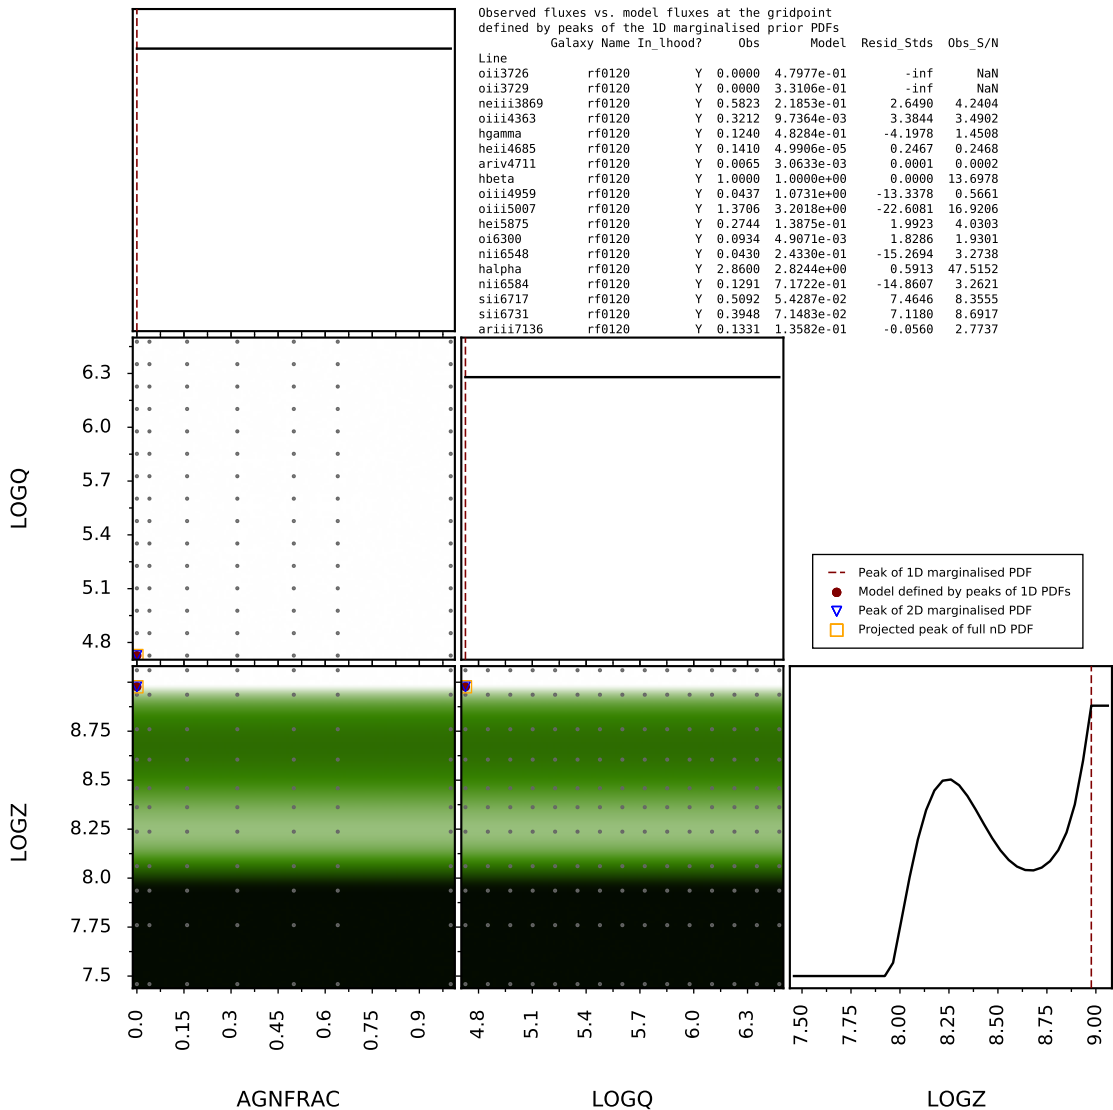 Observed fluxes vs. model fluxes at the gridpoint
defined by peaks of the 1D marginalised prior PDFs
Galaxy Name In_lhood? Obs Model Resid_Stds Obs_S/N
Line
oii3726 rf0120 Y 0.0000 4.7977e-01 -inf NaN
oii3729 rf0120 Y 0.0000 3.3106e-01 -inf NaN
neiii3869 rf0120 Y 0.5823 2.1853e-01 2.6490 4.2404
oiii4363 rf0120 Y 0.3212 9.7364e-03 3.3844 3.4902
hgamma rf0120 Y 0.1240 4.8284e-01 -4.1978 1.4508
heii4685 rf0120 Y 0.1410 4.9906e-05 0.2467 0.2468
ariv4711 rf0120 Y 0.0065 3.0633e-03 0.0001 0.0002
hbeta rf0120 Y 1.0000 1.0000e+00 0.0000 13.6978
oiii4959 rf0120 Y 0.0437 1.0731e+00 -13.3378 0.5661
oiii5007 rf0120 Y 1.3706 3.2018e+00 -22.6081 16.9206
hei5875 rf0120 Y 0.2744 1.3875e-01 1.9923 4.0303
oi6300 rf0120 Y 0.0934 4.9071e-03 1.8286 1.9301
nii6548 rf0120 Y 0.0430 2.4330e-01 -15.2694 3.2738
halpha rf0120 Y 2.8600 2.8244e+00 0.5913 47.5152
nii6584 rf0120 Y 0.1291 7.1722e-01 -14.8607 3.2621
sii6717 rf0120 Y 0.5092 5.4287e-02 7.4646 8.3555
sii6731 rf0120 Y 0.3948 7.1483e-02 7.1180 8.6917
ariii7136 rf0120 Y 0.1331 1.3582e-01 -0.0560 2.7737
6.3
6.0
5.7
5.4
5.1
4.8
LOGQ
Peak of 1D marginalised PDF
Model defined by peaks of 1D PDFs
Peak of 2D marginalised PDF
Projected peak of full nD PDF
8.75
8.5
8.25
8.0
7.75
7.5
LOGZ
0.0 0.15 0.3 0.45 0.6 0.75 0.9
4.8 5.1 5.4 5.7 6.0 6.3
7.50 7.75 8.00 8.25 8.50 8.75 9.00
AGNFRAC LOGQ LOGZ